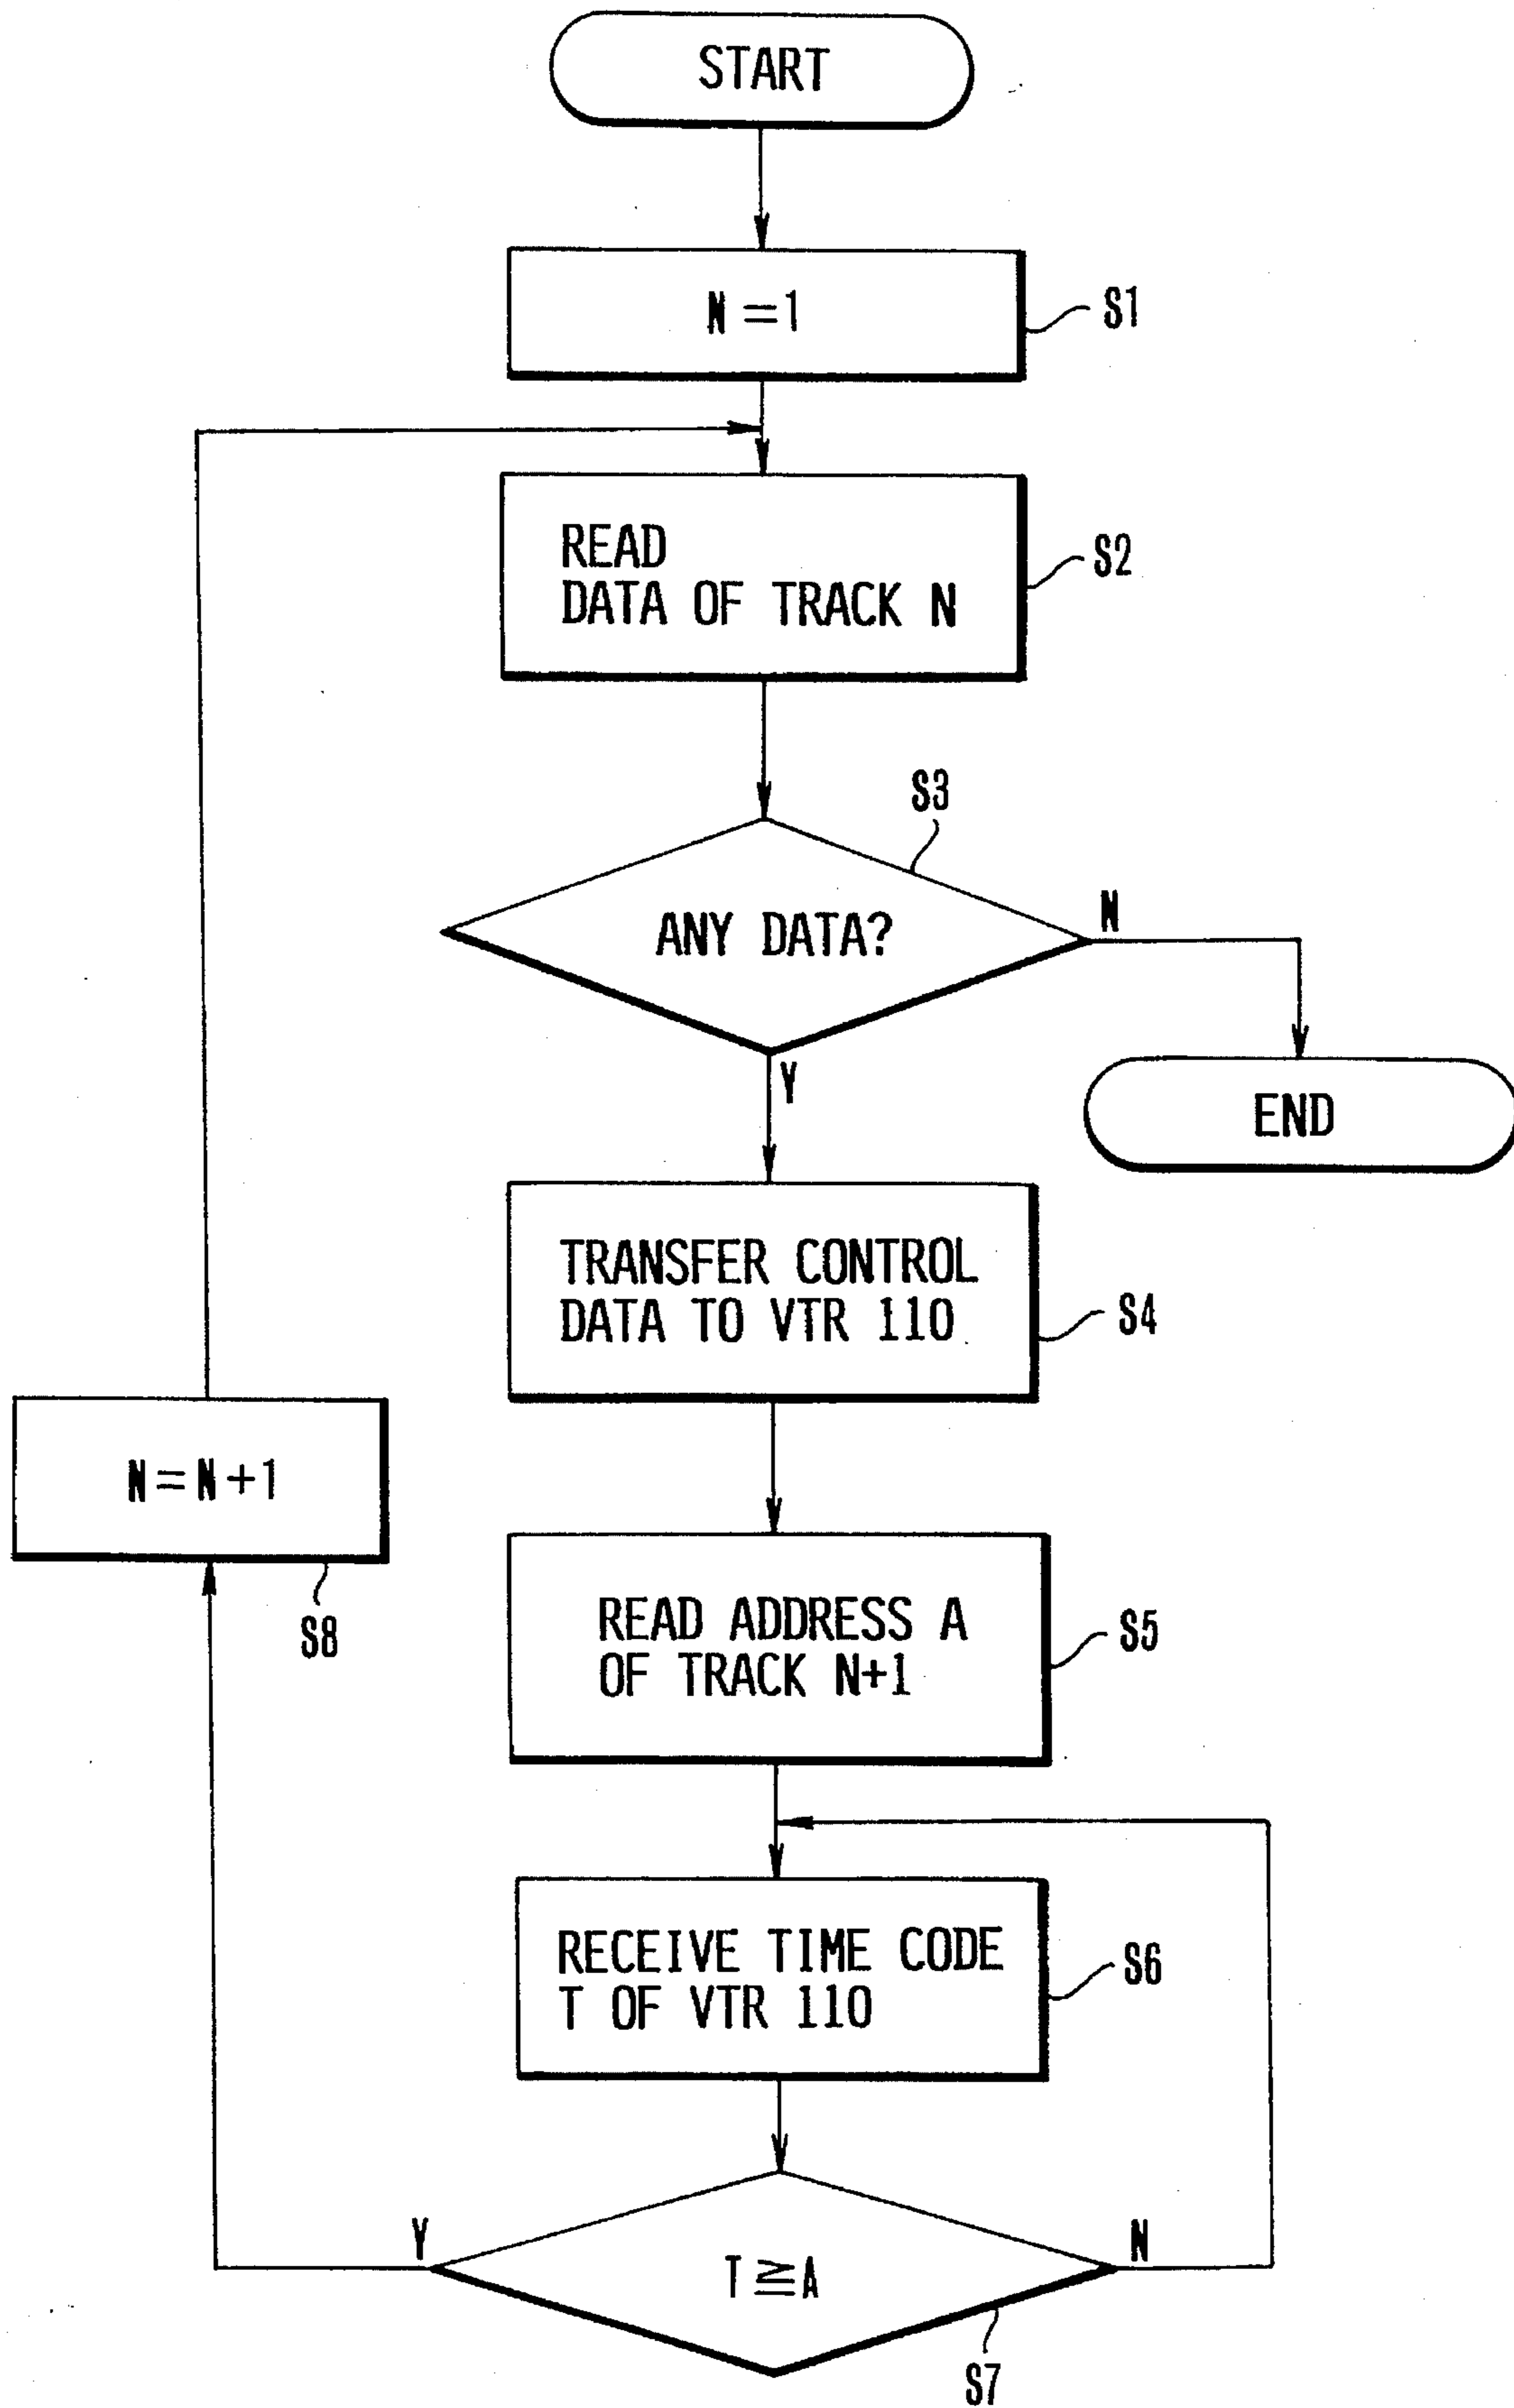 START
N=1
S1
READ
DATA OF TRACK N
S2
S3
ANY DATA?
N
Y
END
TRANSFER CONTROL
DATA TO VTR 110
S4
N=N+1
S8
READ ADDRESS A
OF TRACK N+1
S5
RECEIVE TIME CODE
T OF VTR 110
S6
Y
T≧A
N
S7